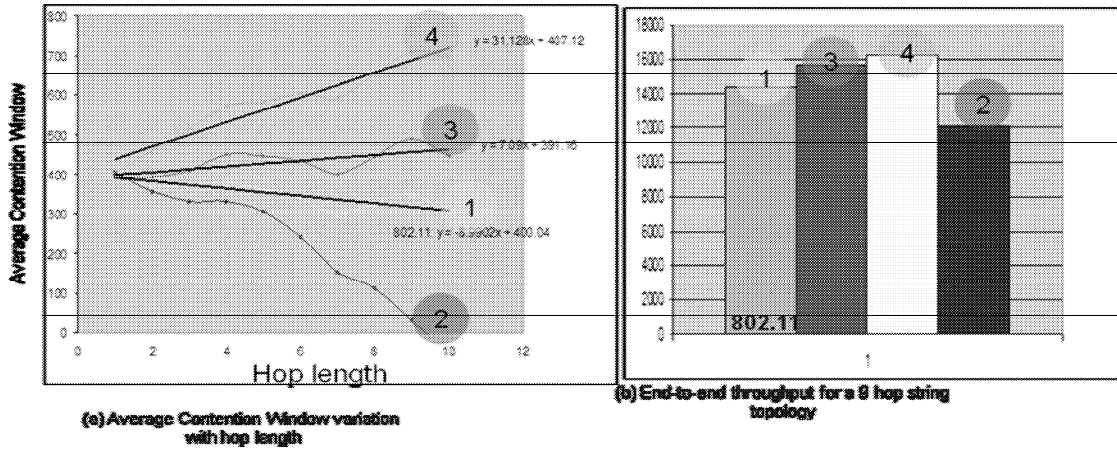 800
700
600
500
400
300
200
100
0
0 2 4 6 8 10 12
Average Contention Window
Hop length
4
y = 31.128x + 407.12
3
y = 7.09x + 391.16
1
802.11: y = -8.9902x + 400.04
2
(a) Average Contention Window variation
with hop length
18000
16000
14000
12000
10000
8000
6000
4000
2000
0
1
3
4
2
802.11
1
(b) End-to-end throughput for a 9 hop string
topology